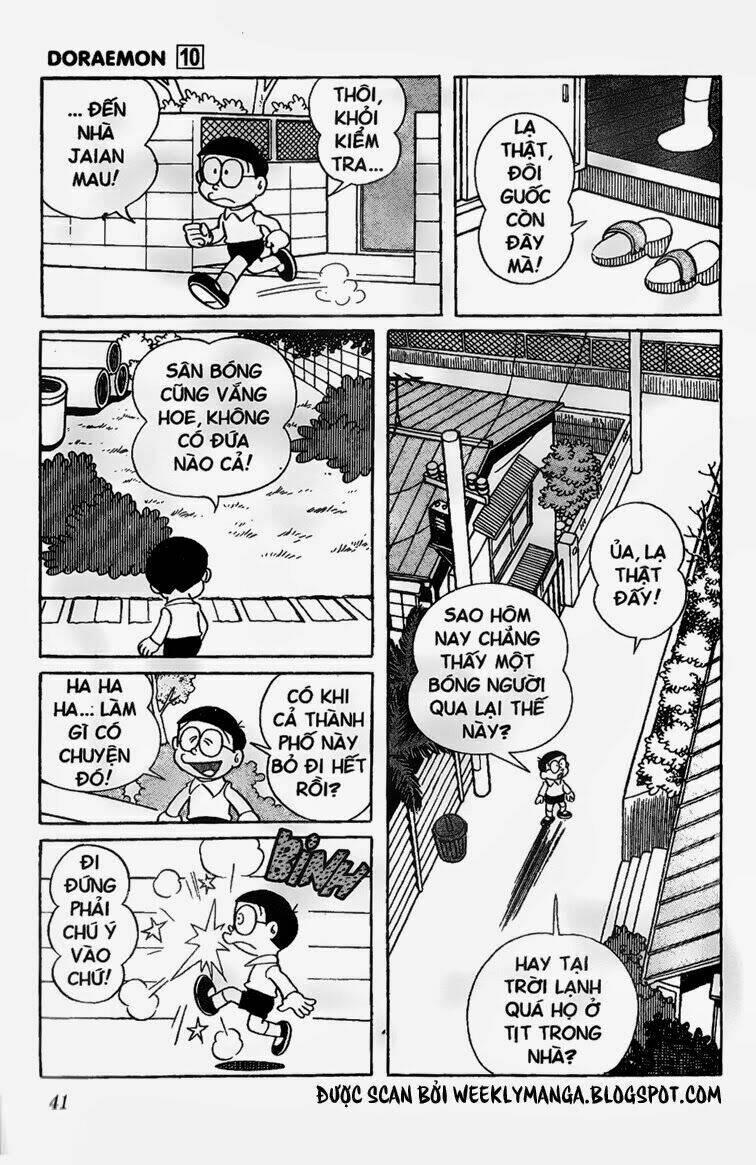 DORAEMON 10
... ĐẾN
NHÀ
JAIAN
MAU!
THÔI,
KHỎI
KIỂM
TRA...
LẠ
THẬT,
ĐÔI
GUỐC
CÒN
ĐÂY
MÀ!
SÂN BÓNG
CŨNG VẮNG
HOE, KHÔNG
CÓ ĐỨA
NÀO CẢ!
ỦA, LẠ
THẬT
ĐẤY!
SAO HÔM
NAY CHẲNG
THẤY MỘT
BÓNG NGƯỜI
QUA LẠI THẾ
NÀY?
HAY TẠI
TRỜI LẠNH
QUÁ HỌ Ở
TỊT TRONG
NHÀ?
HA HA
HA... LÀM
GÌ CÓ
CHUYỆN
ĐÓ!
CÓ KHI
CẢ THÀNH
PHỐ NÀY
BỎ ĐI HẾT
RỒI?
BINH
ĐI
ĐỨNG
PHẢI
CHÚ Ý
VÀO
CHỨ!
41
ĐƯỢC SCAN BỞI WEEKLYMANGA.BLOGSPOT.COM